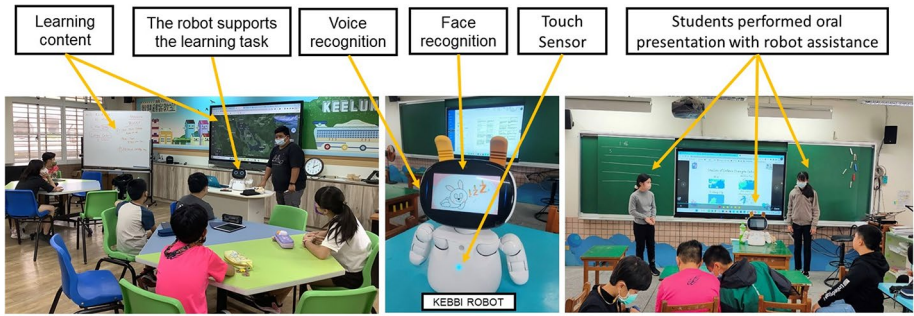 Learning
content
The robot supports
the learning task
Voice
recognition
Face
recognition
Touch
Sensor
Students performed oral
presentation with robot assistance
KEELUN
KEBBI ROBOT